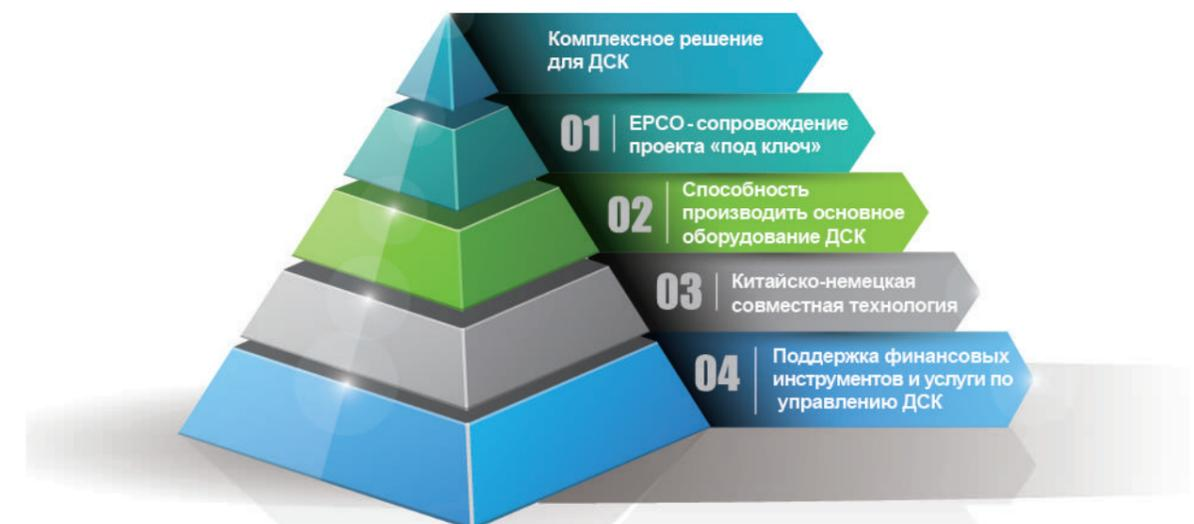 Комплексное решение
для ДСК
01
EPCO - сопровождение
проекта «под ключ»
02
Способность
производить основное
оборудование ДСК
03
Китайско-немецкая
совместная технология
04
Поддержка финансовых
инструментов и услуги по
управлению ДСК